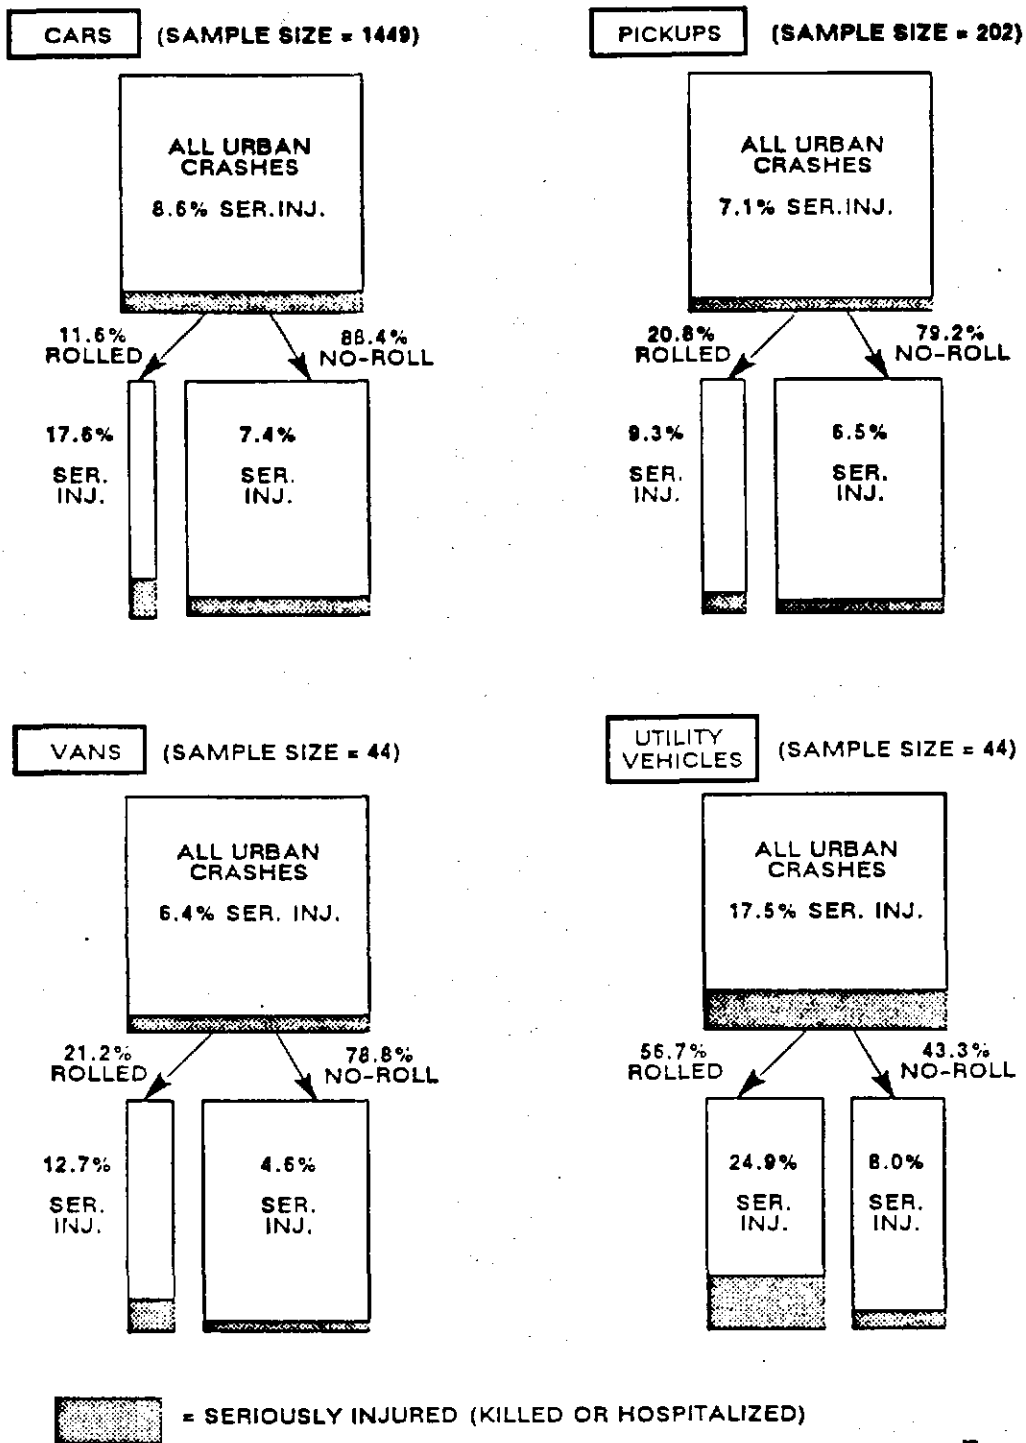 CARS (SAMPLE SIZE = 1449)
ALL URBAN
CRASHES
8.6% SER.INJ.
11.6%
ROLLED
88.4%
NO-ROLL
17.6%
SER.
INJ.
7.4%
SER.
INJ.
PICKUPS (SAMPLE SIZE = 202)
ALL URBAN
CRASHES
7.1% SER.INJ.
20.8%
ROLLED
79.2%
NO-ROLL
9.3%
SER.
INJ.
6.5%
SER.
INJ.
VANS (SAMPLE SIZE = 44)
ALL URBAN
CRASHES
6.4% SER. INJ.
21.2%
ROLLED
78.8%
NO-ROLL
12.7%
SER.
INJ.
4.6%
SER.
INJ.
UTILITY
VEHICLES
(SAMPLE SIZE = 44)
ALL URBAN
CRASHES
17.5% SER. INJ.
56.7%
ROLLED
43.3%
NO-ROLL
24.9%
SER.
INJ.
8.0%
SER.
INJ.
= SERIOUSLY INJURED (KILLED OR HOSPITALIZED)